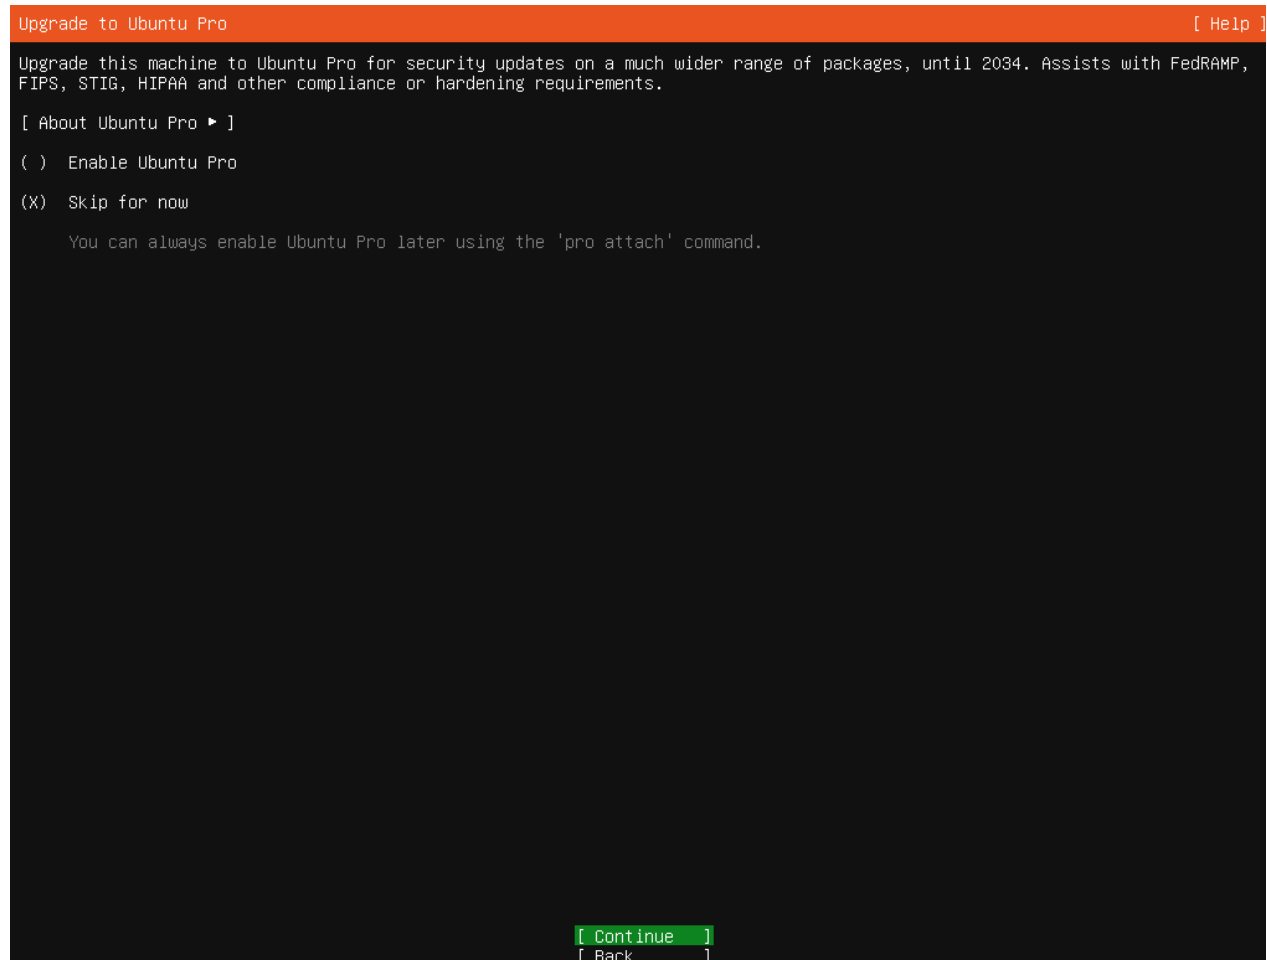 Upgrade to Ubuntu Pro [ Help ]
Upgrade this machine to Ubuntu Pro for security updates on a much wider range of packages, until 2034. Assists with FedRAMP,
FIPS, STIG, HIPAA and other compliance or hardening requirements.
[ About Ubuntu Pro ▸ ]
( ) Enable Ubuntu Pro
(X) Skip for now
You can always enable Ubuntu Pro later using the 'pro attach' command.
[ Continue ]
[ Back ]